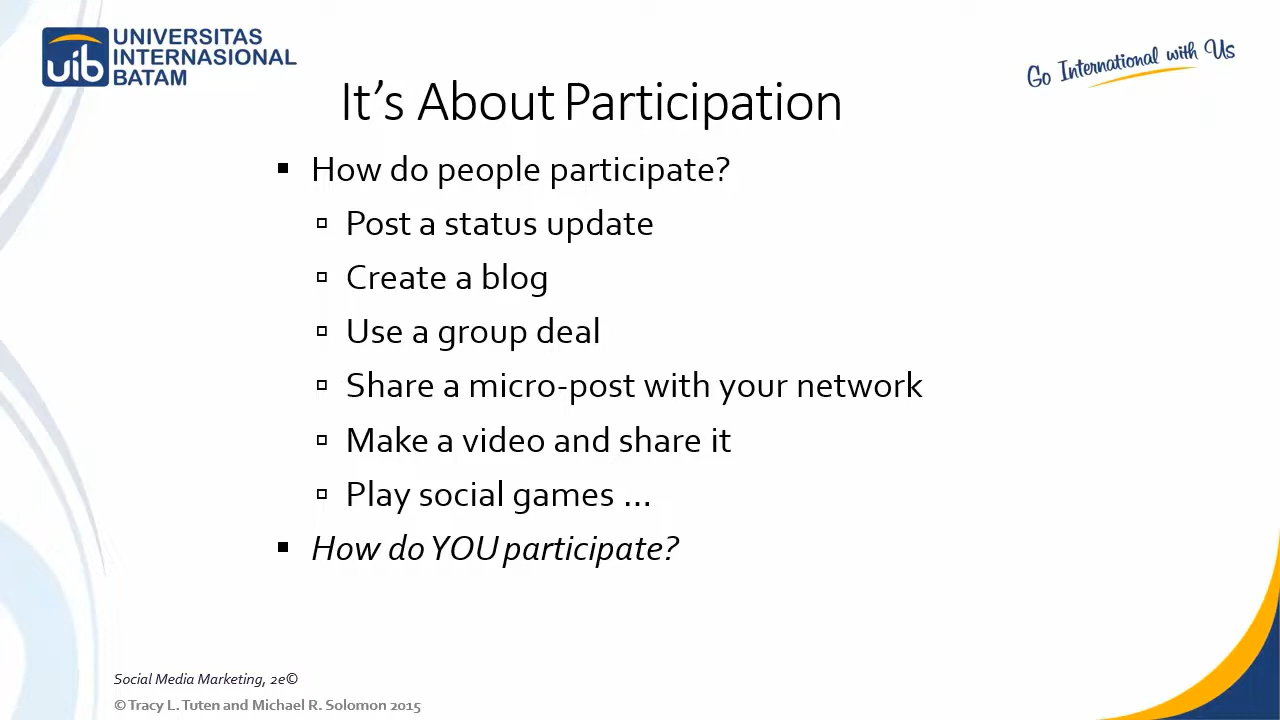 UNIVERSITAS
INTERNASIONAL
BATAM
uib
Go International with Us
It’s About Participation
How do people participate?
Post a status update
Create a blog
Use a group deal
Share a micro-post with your network
Make a video and share it
Play social games …
How do YOU participate?
Social Media Marketing, 2e©
© Tracy L. Tuten and Michael R. Solomon 2015